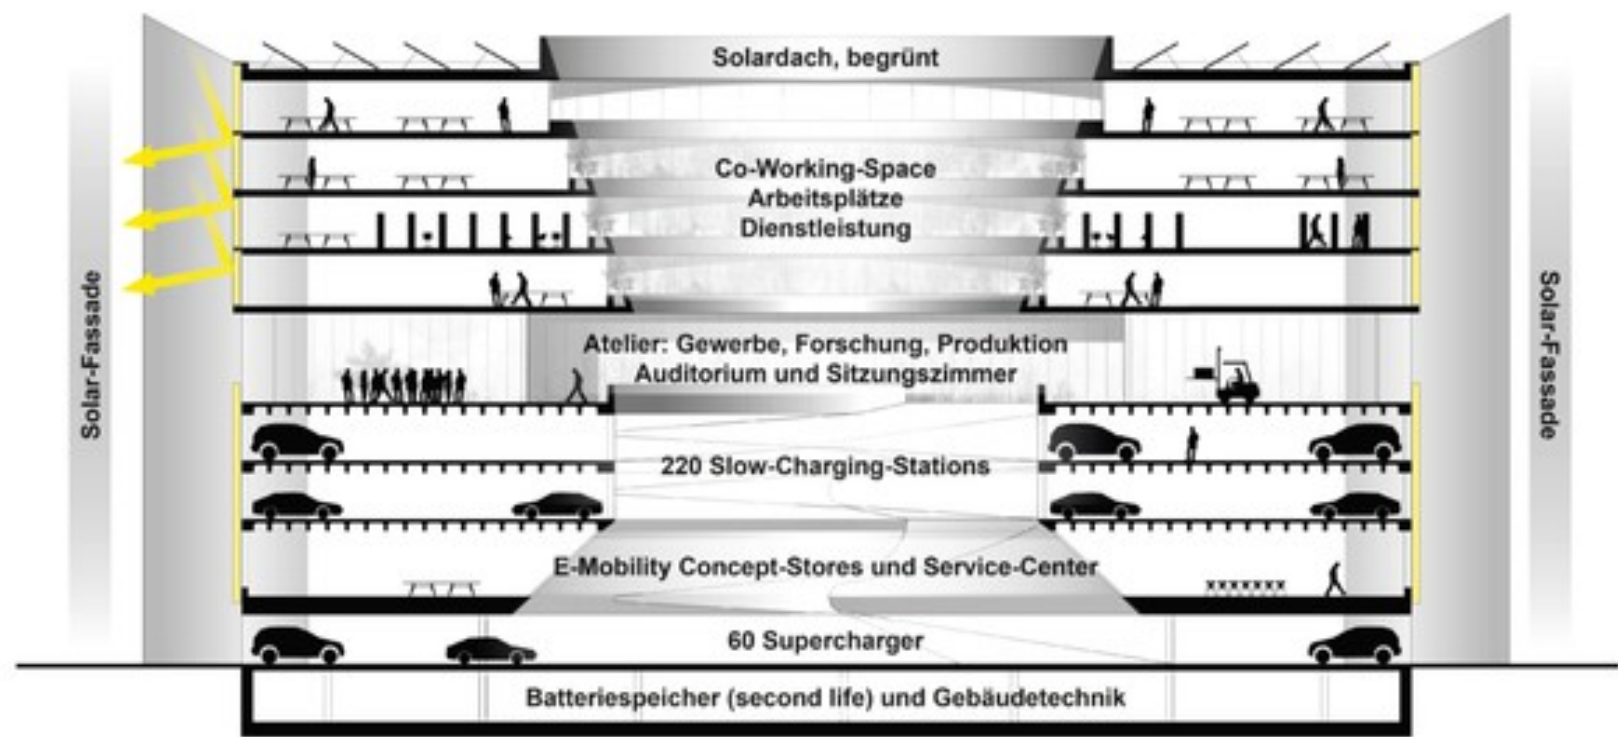 Solardach, begrünt
Co-Working-Space
Arbeitsplätze
Dienstleistung
Solar-Fassade
Solar-Fassade
Atelier: Gewerbe, Forschung, Produktion
Auditorium und Sitzungszimmer
220 Slow-Charging-Stations
E-Mobility Concept-Stores und Service-Center
60 Supercharger
Batteriespeicher (second life) und Gebäudetechnik